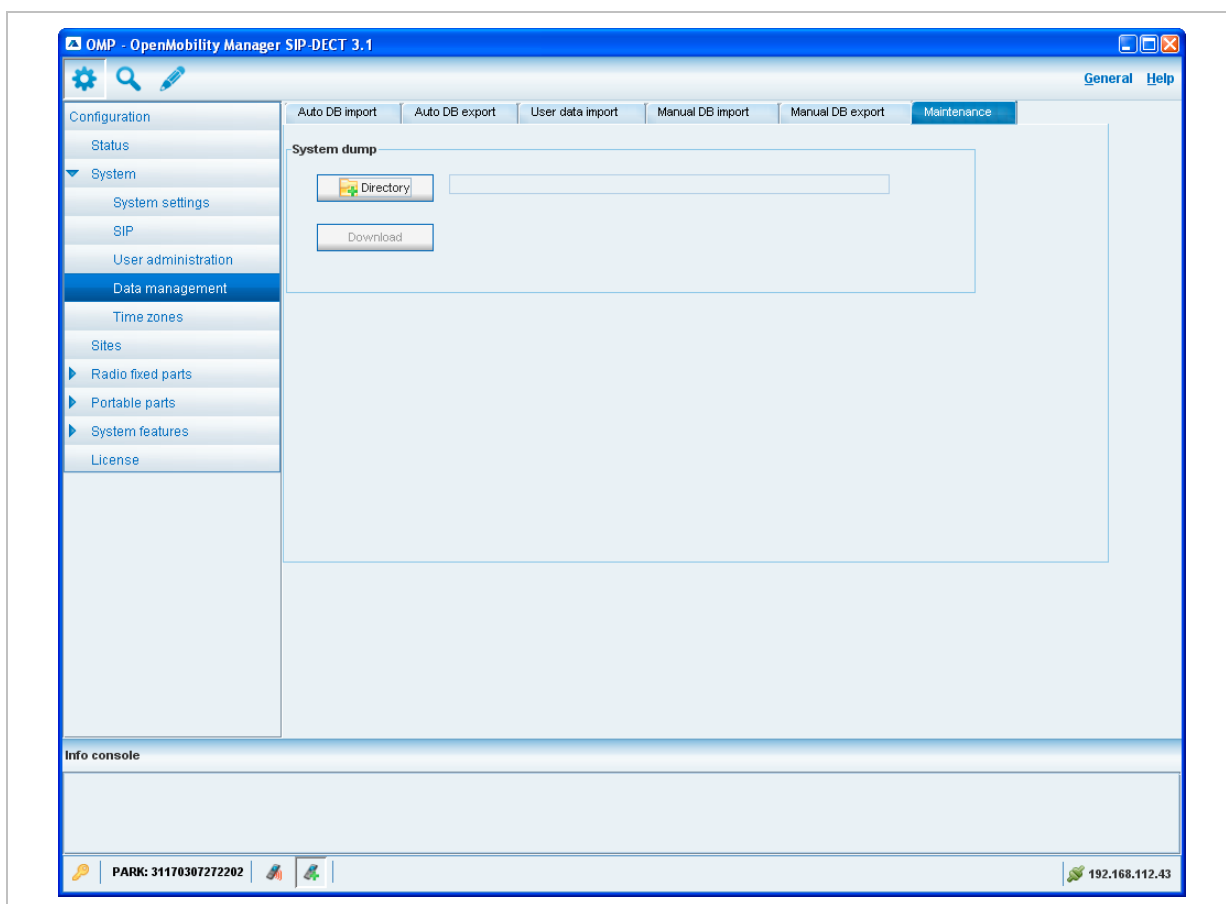 OMP - OpenMobility Manager SIP-DECT 3.1
General Help
Configuration
Status
System
System settings
SIP
User administration
Data management
Time zones
Sites
Radio fixed parts
Portable parts
System features
License
Auto DB import Auto DB export User data import Manual DB import Manual DB export Maintenance
System dump
Directory
Download
Info console
PARK: 31170307272202
192.168.112.43